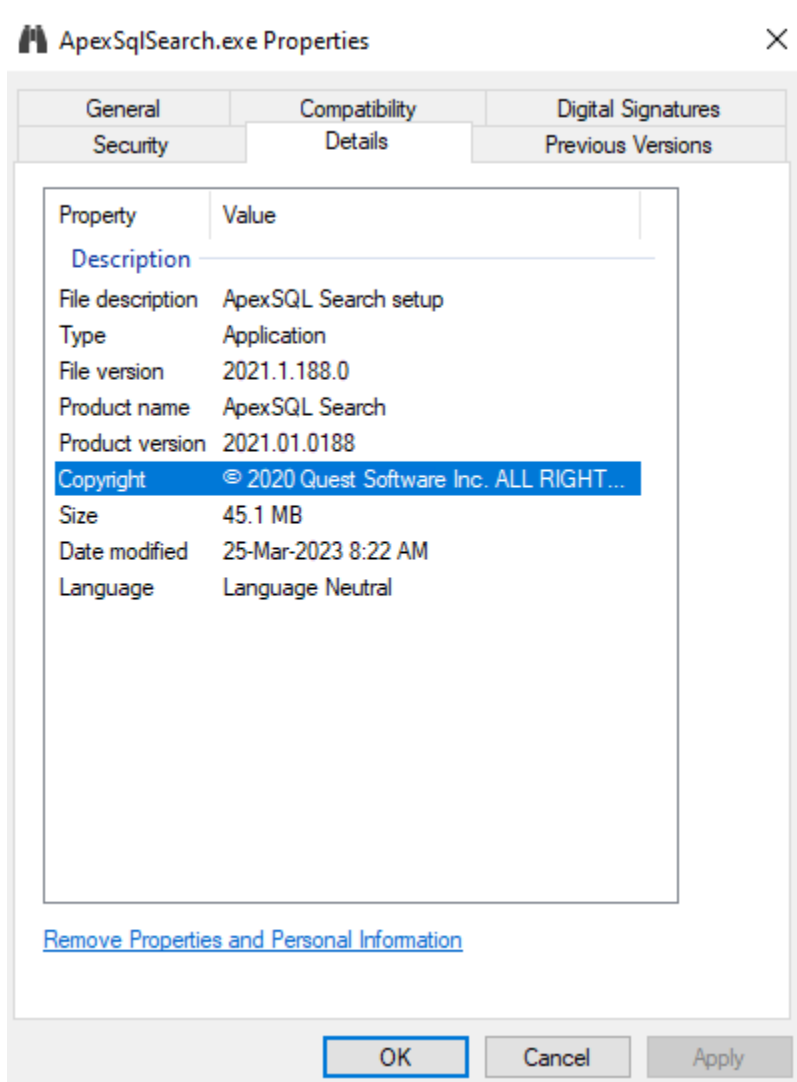 ApexSqlSearch.exe Properties
General Compatibility Digital Signatures
Security Details Previous Versions
Property Value
Description
File description ApexSQL Search setup
Type Application
File version 2021.1.188.0
Product name ApexSQL Search
Product version 2021.01.0188
Copyright © 2020 Quest Software Inc. ALL RIGHT...
Size 45.1 MB
Date modified 25-Mar-2023 8:22 AM
Language Language Neutral
Remove Properties and Personal Information
OK Cancel Apply